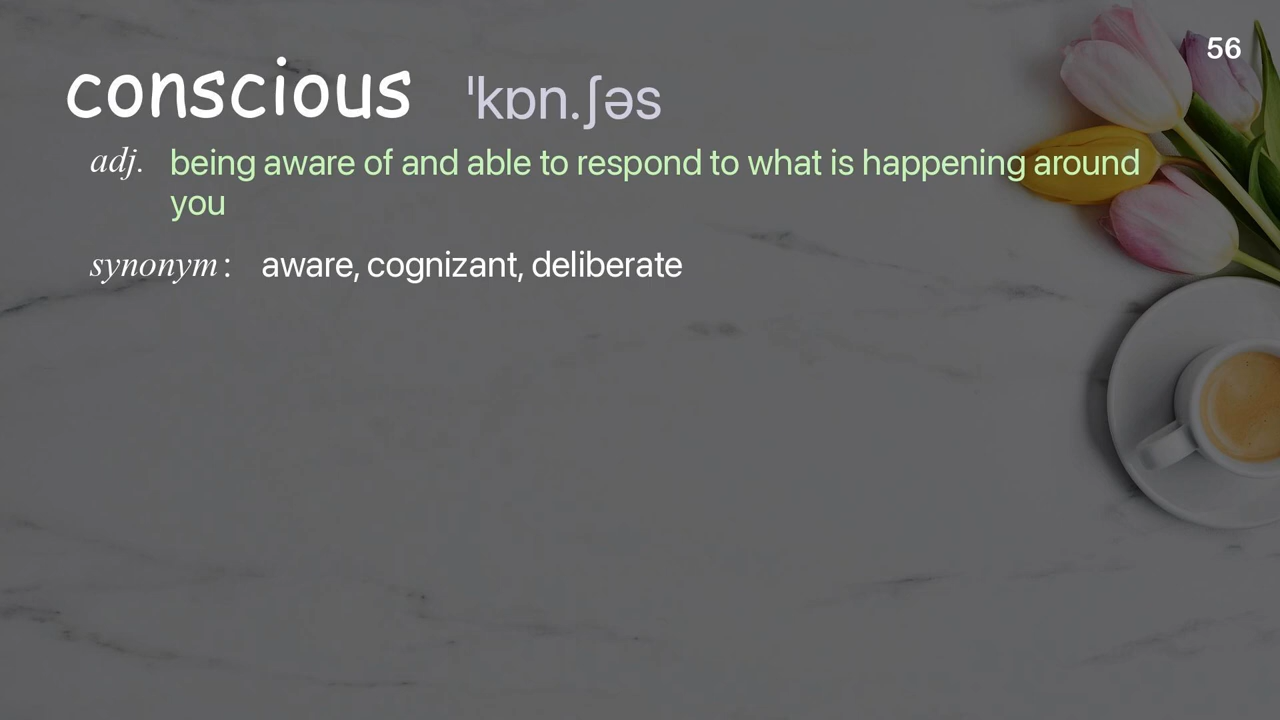 56
conscious ˈkɒn.ʃəs
adj. being aware of and able to respond to what is happening around
you
synonym : aware, cognizant, deliberate